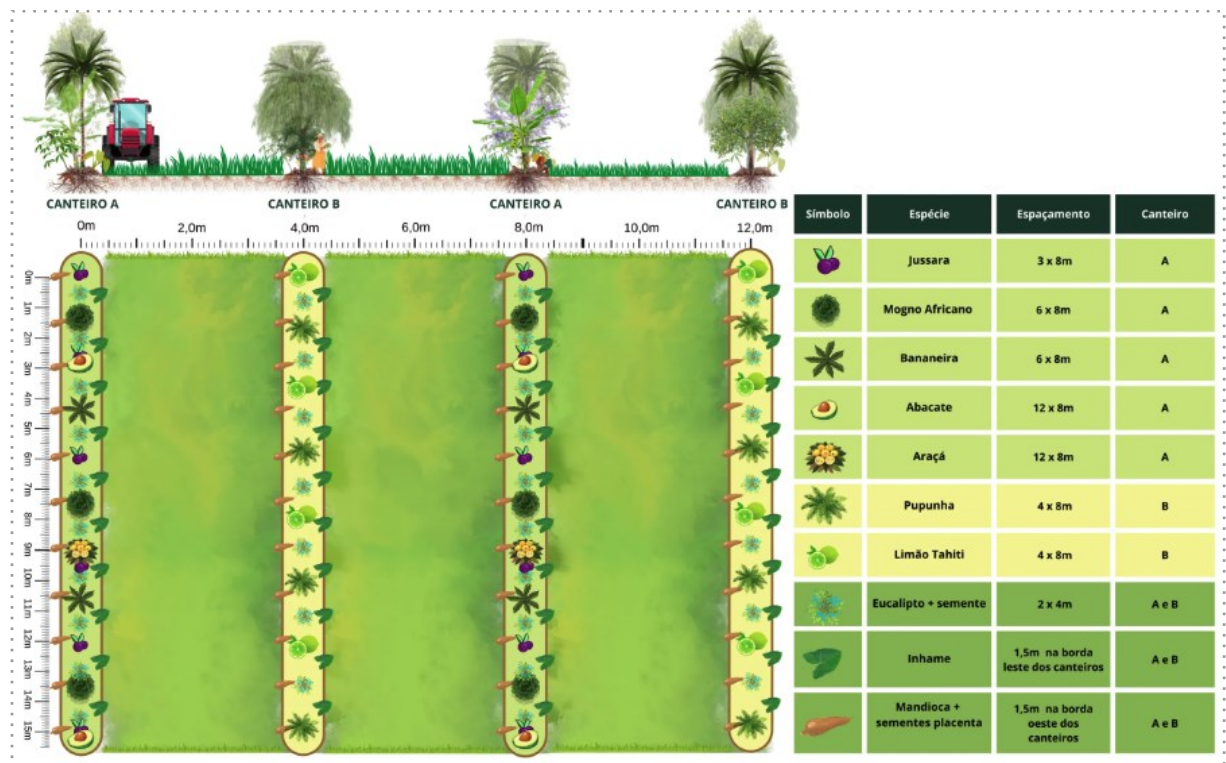 CANTEIRO A
CANTEIRO B
CANTEIRO A
CANTEIRO B
0m
2,0m
4,0m
6,0m
8,0m
10,0m
12,0m
0m
1m
2m
3m
4m
5m
6m
7m
8m
9m
10m
11m
12m
13m
14m
15m
Símbolo Espécie Espaçamento Canteiro
Jussara 3 x 8m A
Mogno Africano 6 x 8m A
Bananeira 6 x 8m A
Abacate 12 x 8m A
Araçá 12 x 8m A
Pupunha 4 x 8m B
Limão Tahiti 4 x 8m B
Eucalipto + semente 2 x 4m A e B
Inhame 1,5m na borda
leste dos canteiros A e B
Mandioca +
sementes placenta 1,5m na borda
oeste dos
canteiros A e B